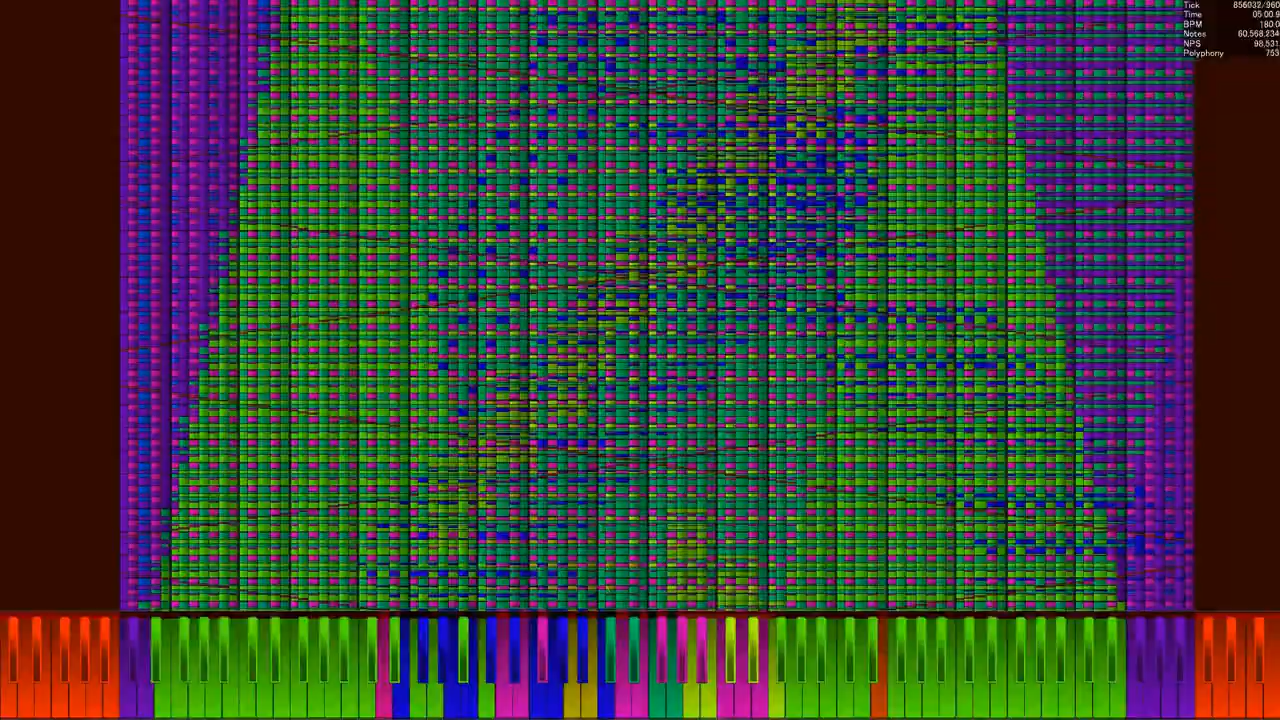 Tick 856032/960
Time 05:00.9
BPM 180.0
Notes 60,568,234
NPS 98,531
Polyphony 753